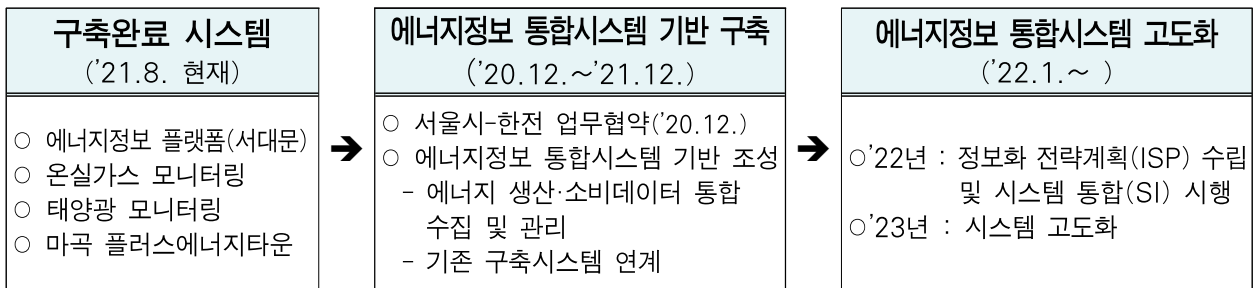 구축완료 시스템
('21.8. 현재)
○ 에너지정보 플랫폼(서대문)
○ 온실가스 모니터링
○ 태양광 모니터링
○ 마곡 플러스에너지타운
➔
에너지정보 통합시스템 기반 구축
('20.12.~'21.12.)
○ 서울시-한전 업무협약('20.12.)
○ 에너지정보 통합시스템 기반 조성
- 에너지 생산·소비데이터 통합
수집 및 관리
- 기존 구축시스템 연계
➔
에너지정보 통합시스템 고도화
('22.1.~ )
○'22년 : 정보화 전략계획(ISP) 수립
및 시스템 통합(SI) 시행
○'23년 : 시스템 고도화